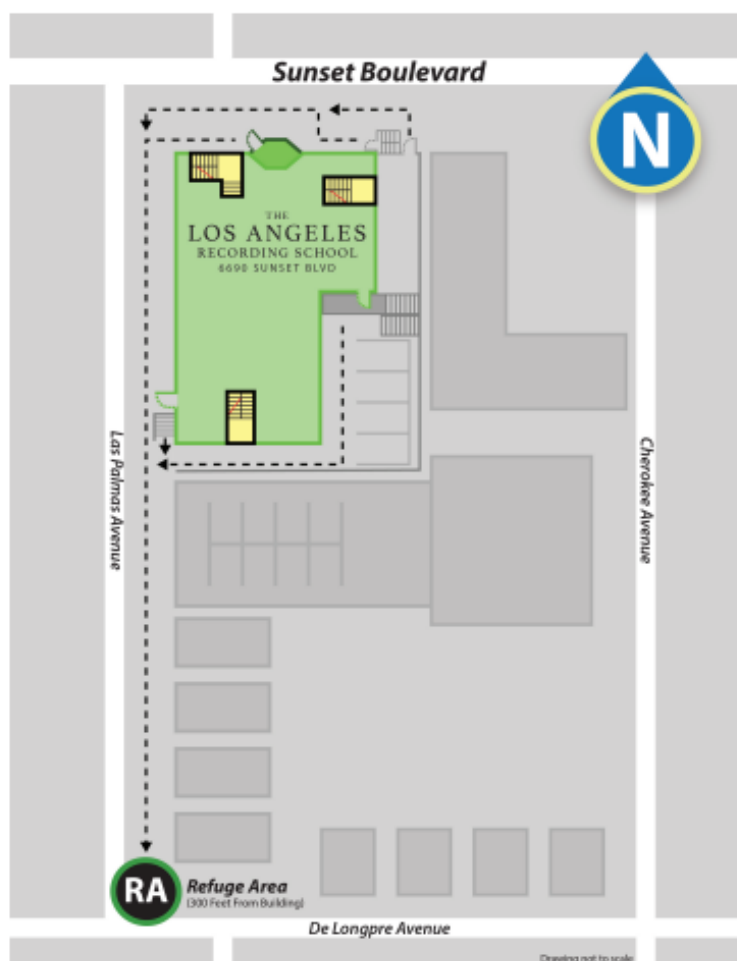 Sunset Boulevard
N
THE
LOS ANGELES
RECORDING SCHOOL
6690 SUNSET BLVD
Las Palmas Avenue
Cherokee Avenue
RA
Refuge Area
(300 Feet From Building)
De Longpre Avenue
Drawing not to scale